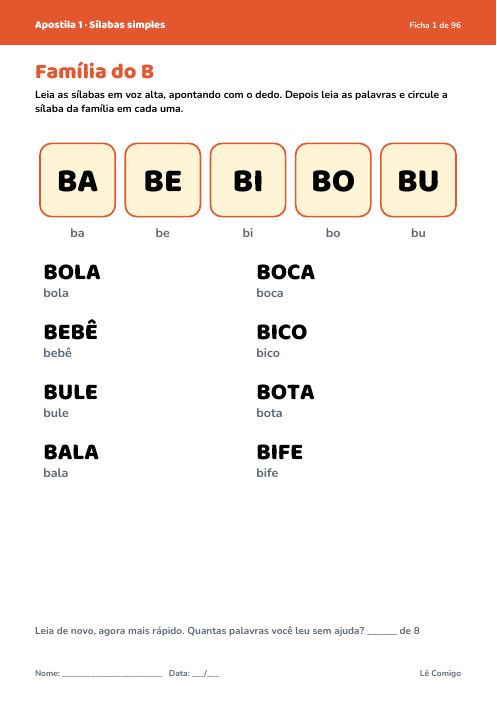 Apostila 1 · Sílabas simples
Ficha 1 de 96
Família do B
Leia as sílabas em voz alta, apontando com o dedo. Depois leia as palavras e circule a
sílaba da família em cada uma.
BA BE BI BO BU
ba be bi bo bu
BOLA BOCA
bola boca
BEBÊ BICO
bebê bico
BULE BOTA
bule bota
BALA BIFE
bala bife
Leia de novo, agora mais rápido. Quantas palavras você leu sem ajuda? ______ de 8
Nome: ________________________ Data: ___/___
Lê Comigo